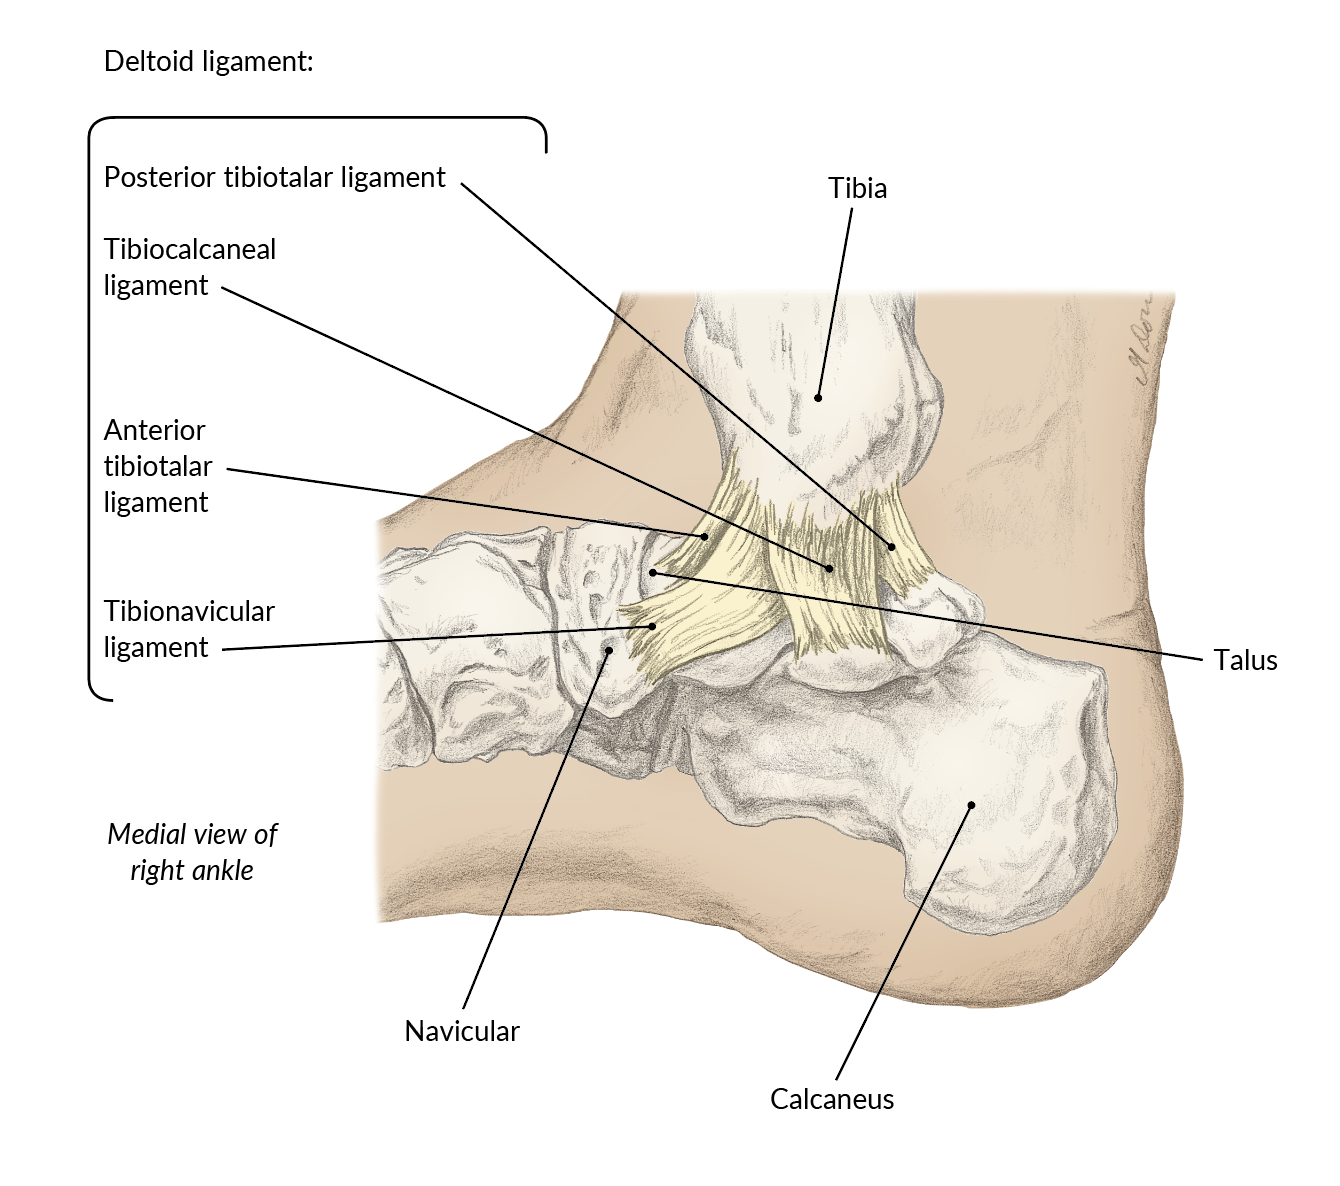 Deltoid ligament:
Posterior tibiotalar ligament
Tibia
Tibiocalcaneal
ligament
Anterior
tibiotalar
ligament
Tibionavicular
ligament
Talus
Medial view of
right ankle
Navicular
Calcaneus